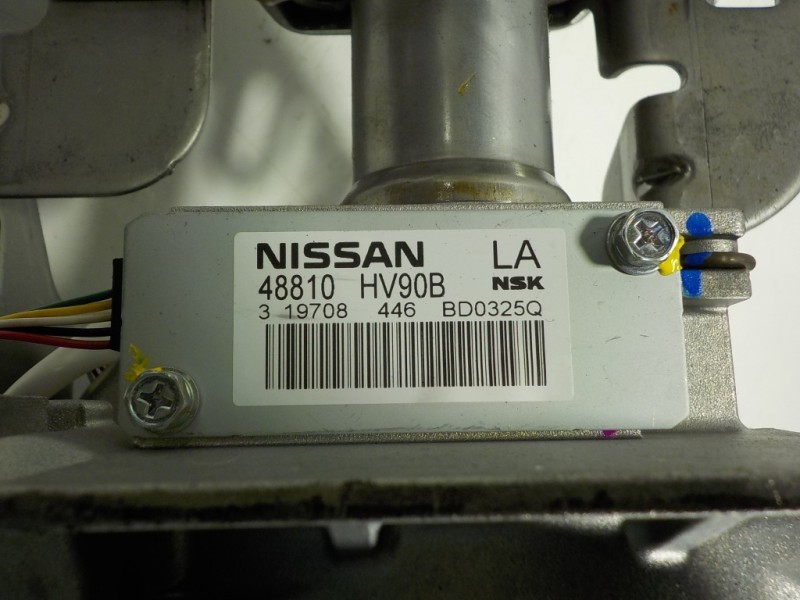 NISSAN LA
48810 HV90B NSK
3 19708 446 BD0325Q